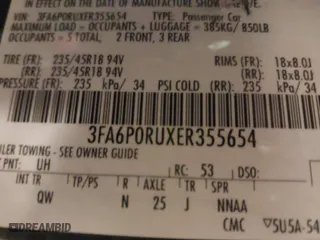 IN EFFECT ON THE DATE OF MANUFACTURE SHOWN ABOVE.
VIN: 3FA6P0RUXER355654 TYPE: Passenger Car
MAXIMUM LOAD = OCCUPANTS + LUGGAGE = 385KG/ 850LB
OCCUPANTS = 5 TOTAL, 2 FRONT, 3 REAR
TIRE (FR): 235/45R18 94V RIMS (FR): 18x8.0J
TIRE (RR): 235/45R18 94V RIMS (RR): 18x8.0J
PRESSURE (FR) 235 kPa/ 34 PSI COLD (RR) 235 kPa/ 34
3FA6P0RUXER355654
TRAILER TOWING - SEE OWNER GUIDE
PNT: UH RC: 53 DSO:
INT TR TP/PS R AXLE TR SPR
QW N 25 J NNAA
CMC ▽5U5A-54
DREAMBID